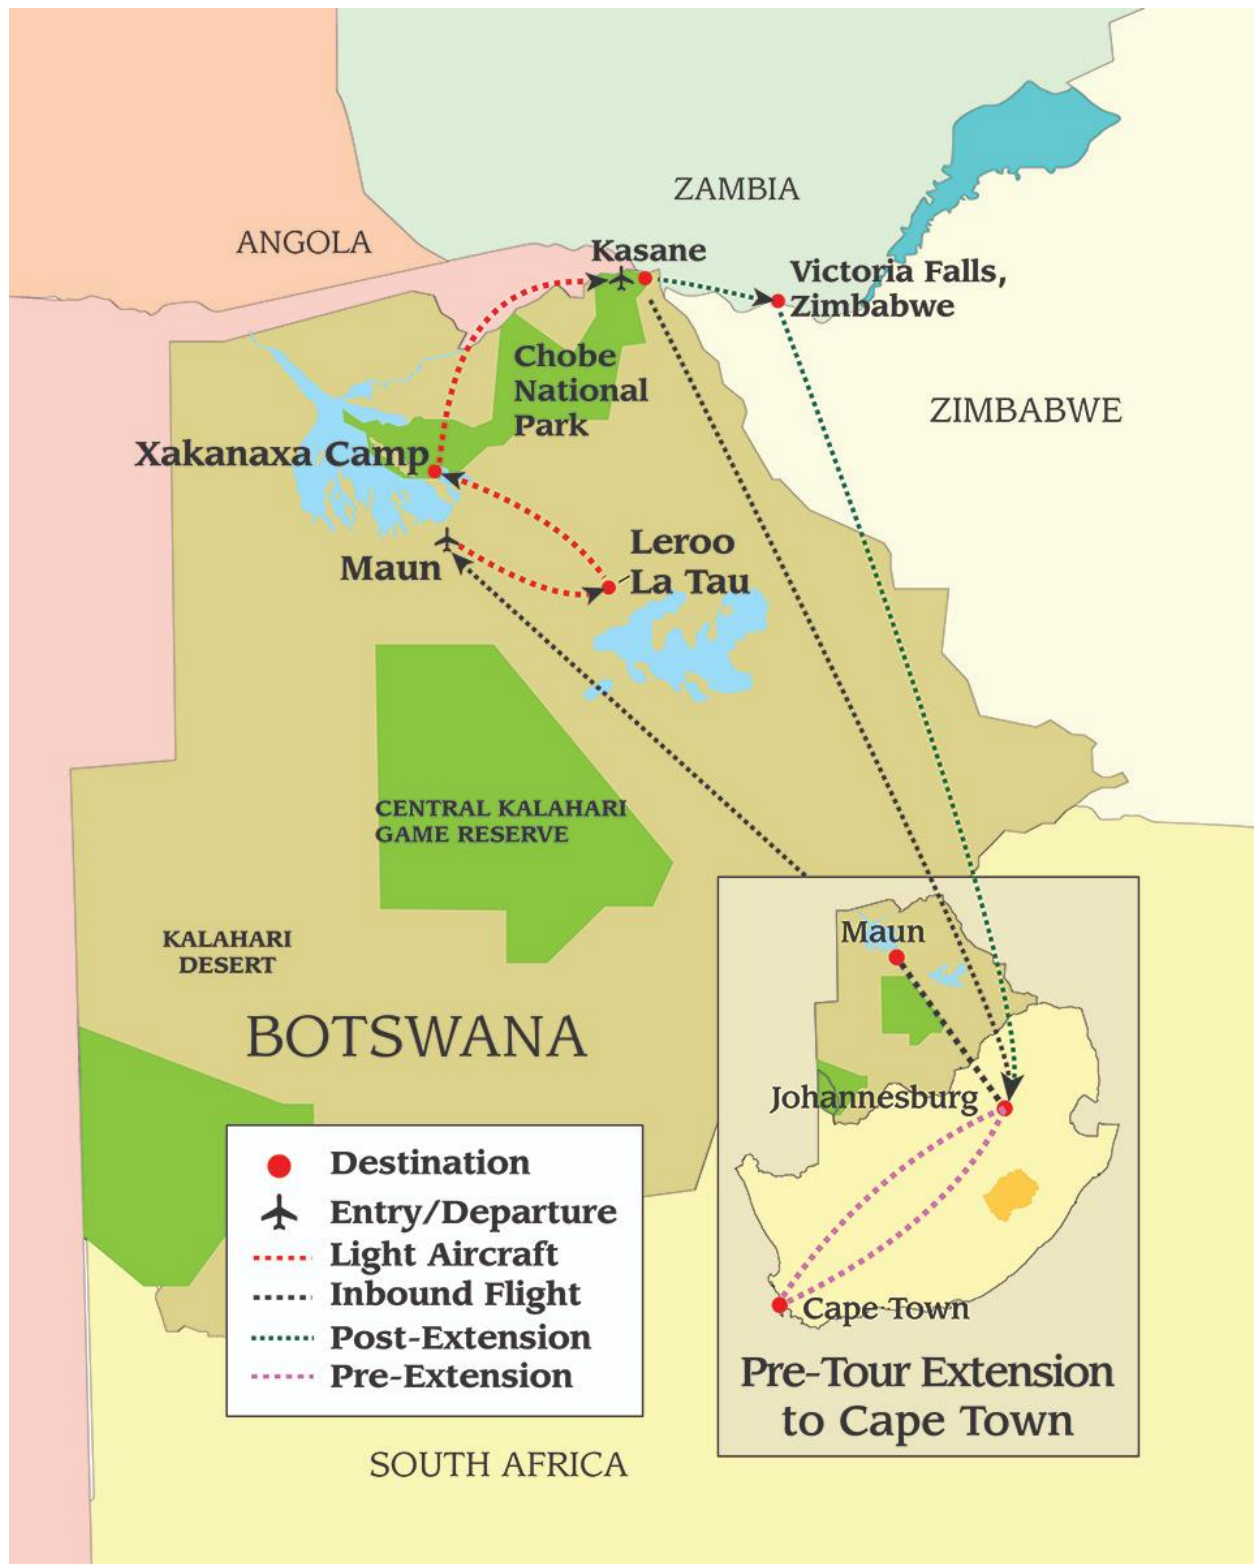 ZAMBIA
ANGOLA
Kasane
Victoria Falls,
Zimbabwe
Chobe
National
Park
ZIMBABWE
Xakanaxa Camp
Leroo
La Tau
Maun
CENTRAL KALAHARI
GAME RESERVE
KALAHARI
DESERT
BOTSWANA
Maun
Johannesburg
Cape Town
Pre-Tour Extension
to Cape Town
Destination
Entry/Departure
Light Aircraft
Inbound Flight
Post-Extension
Pre-Extension
SOUTH AFRICA